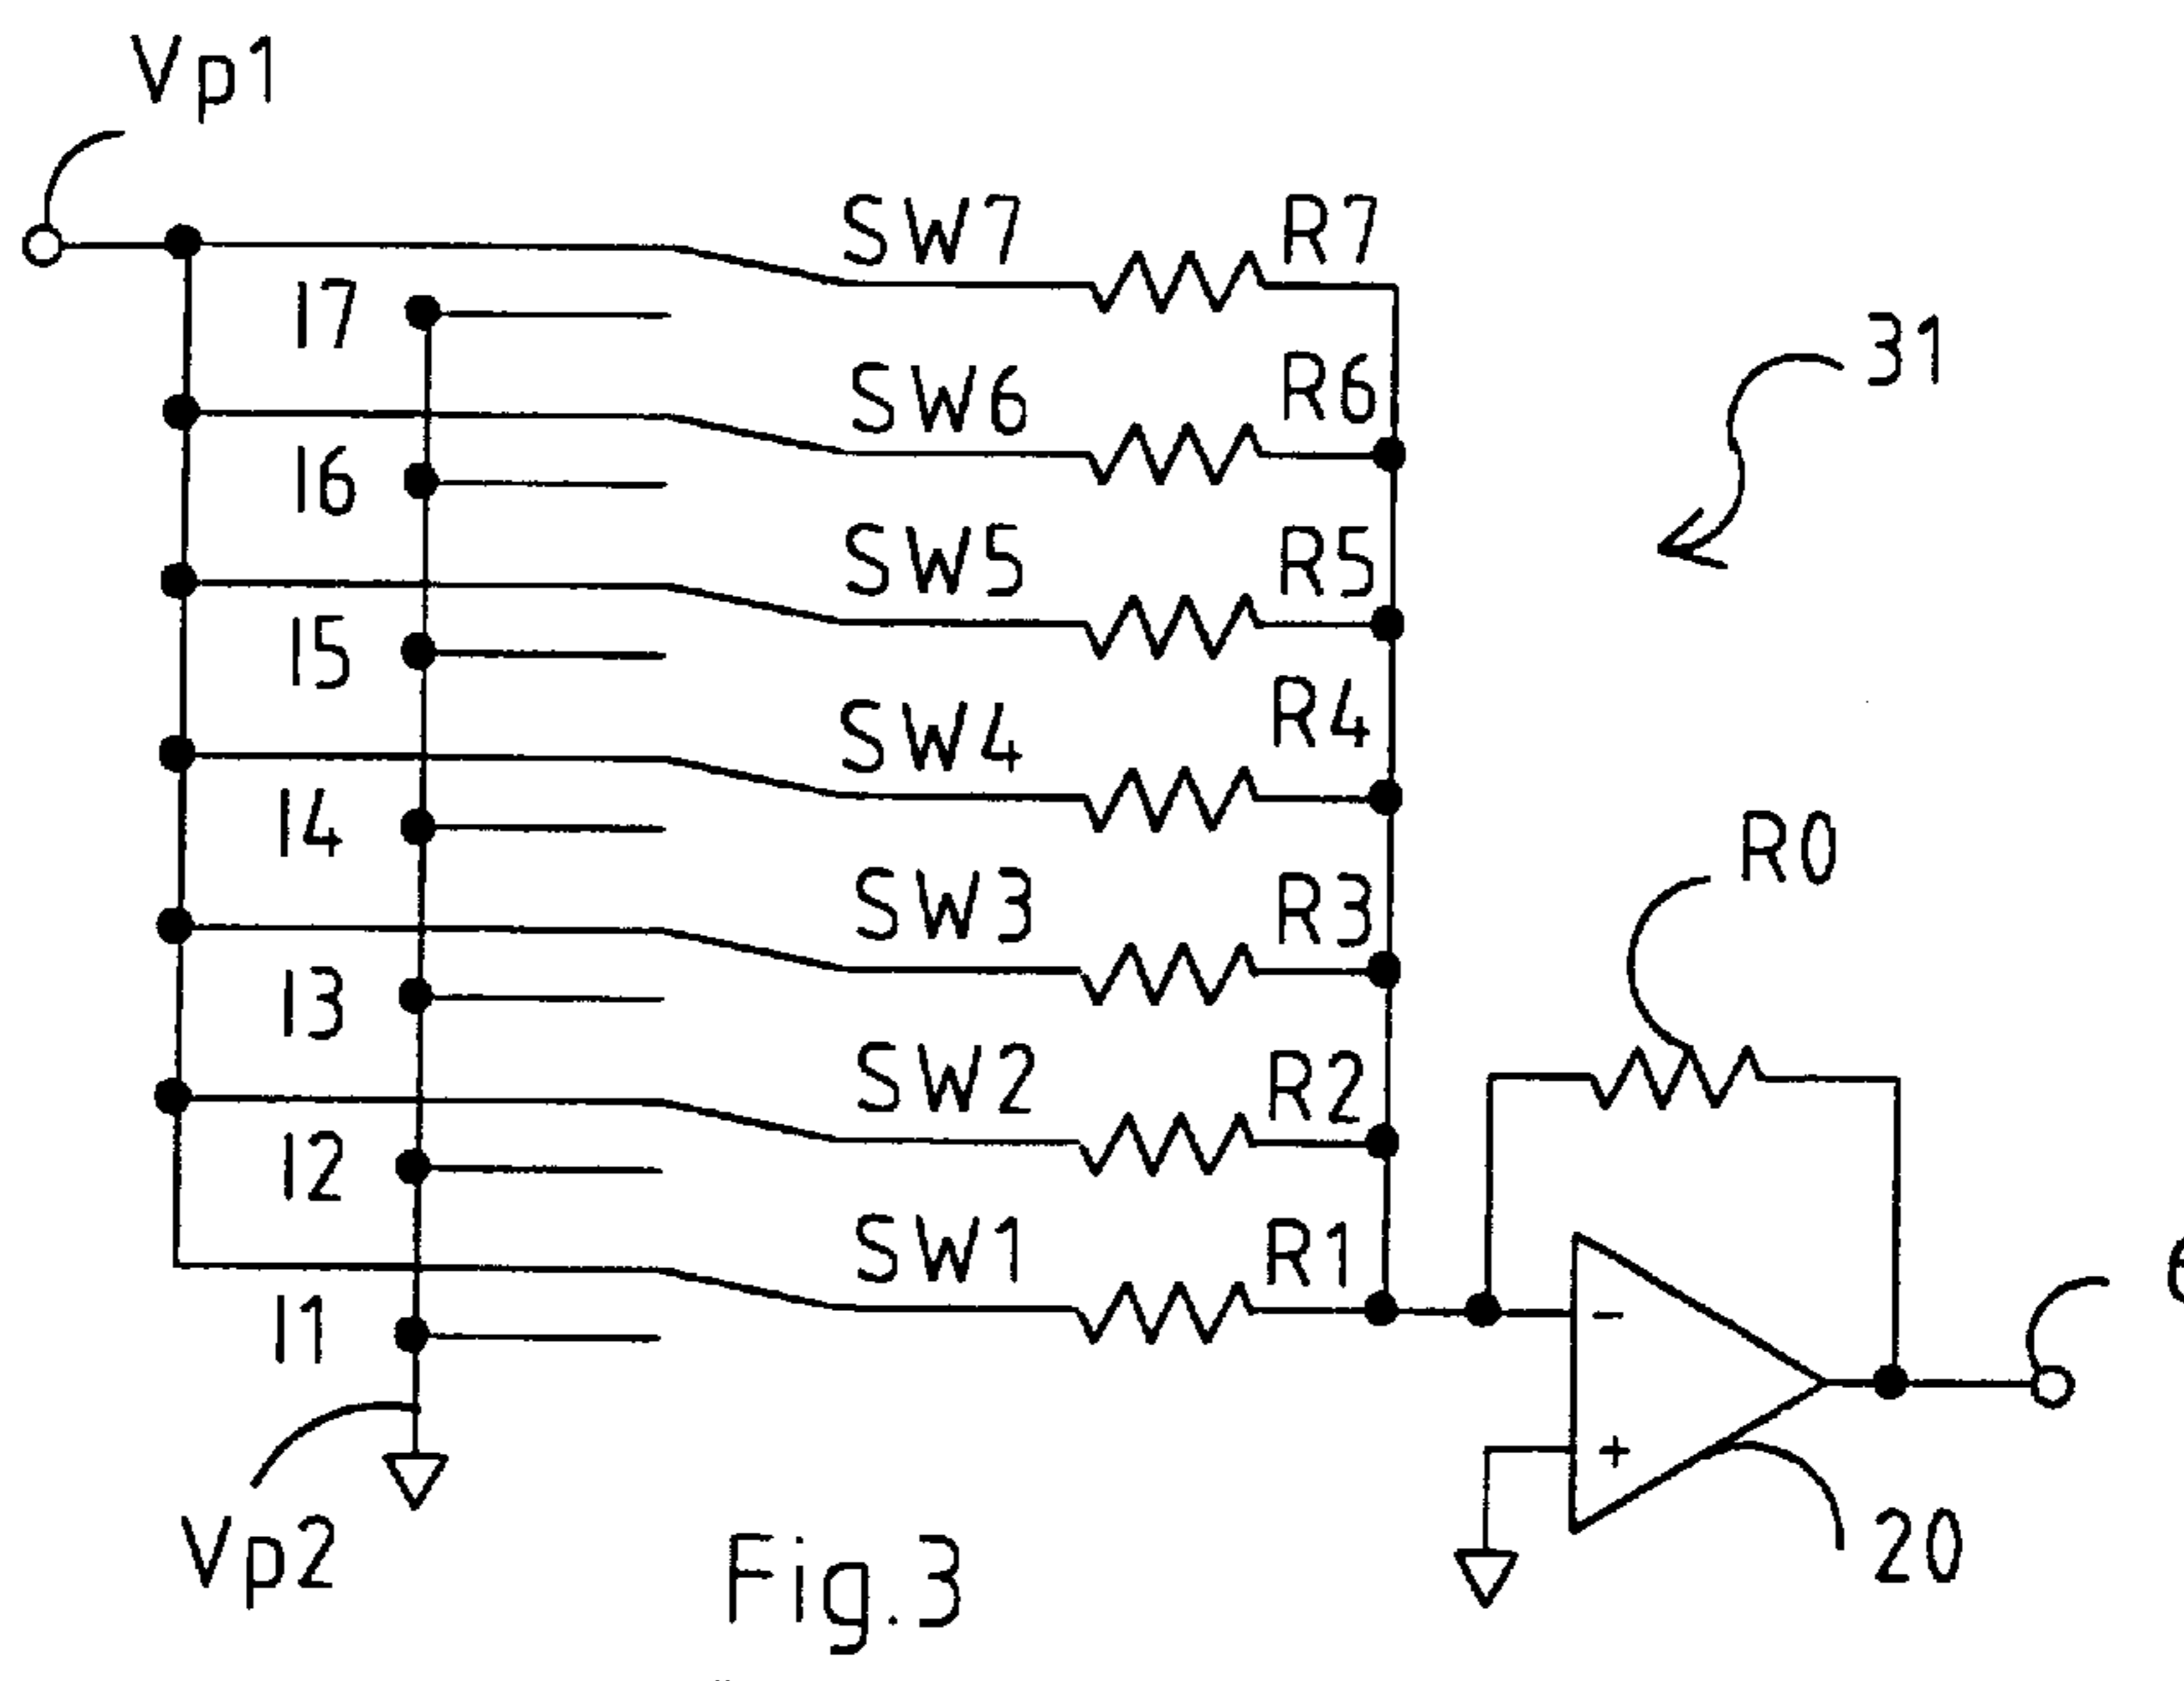 Vp1
SW7 R7
I7
31
SW6 R6
I6
SW5 R5
I5
SW4 R4
I4
R0
SW3 R3
I3
SW2 R2
I2
SW1 R1
I1
-
+
Vp2
20
Fig.3